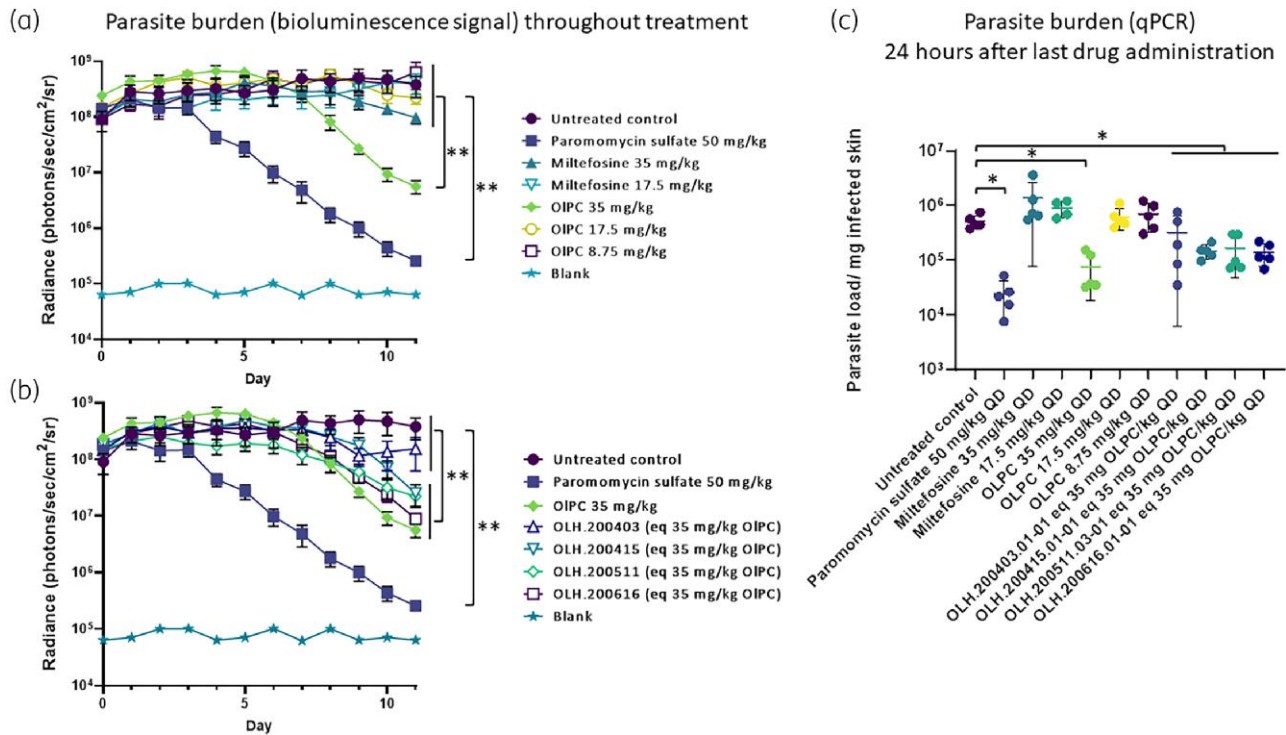 (a) Parasite burden (bioluminescence signal) throughout treatment
Radiance (photons/sec/cm²/sr)
10⁹
10⁸
10⁷
10⁶
10⁵
10⁴
0 5 10
Day
**
**
Untreated control
Paromomycin sulfate 50 mg/kg
Miltefosine 35 mg/kg
Miltefosine 17.5 mg/kg
OlPC 35 mg/kg
OlPC 17.5 mg/kg
OlPC 8.75 mg/kg
Blank
(b)
Radiance (photons/sec/cm²/sr)
10⁹
10⁸
10⁷
10⁶
10⁵
10⁴
0 5 10
Day
**
**
Untreated control
Paromomycin sulfate 50 mg/kg
OlPC 35 mg/kg
OLH.200403 (eq 35 mg/kg OlPC)
OLH.200415 (eq 35 mg/kg OlPC)
OLH.200511 (eq 35 mg/kg OlPC)
OLH.200616 (eq 35 mg/kg OlPC)
Blank
(c) Parasite burden (qPCR)
24 hours after last drug administration
Parasite load/ mg infected skin
10⁷
10⁶
10⁵
10⁴
10³
*
*
*
Untreated control
Paromomycin sulfate 50 mg/kg QD
Miltefosine 35 mg/kg QD
Miltefosine 17.5 mg/kg QD
OLPC 35 mg/kg QD
OLPC 17.5 mg/kg QD
OLPC 8.75 mg/kg QD
OLH.200403.01-01 eq 35 mg OLPC/kg QD
OLH.200415.01-01 eq 35 mg OLPC/kg QD
OLH.200511.03-01 eq 35 mg OLPC/kg QD
OLH.200616.01-01 eq 35 mg OLPC/kg QD